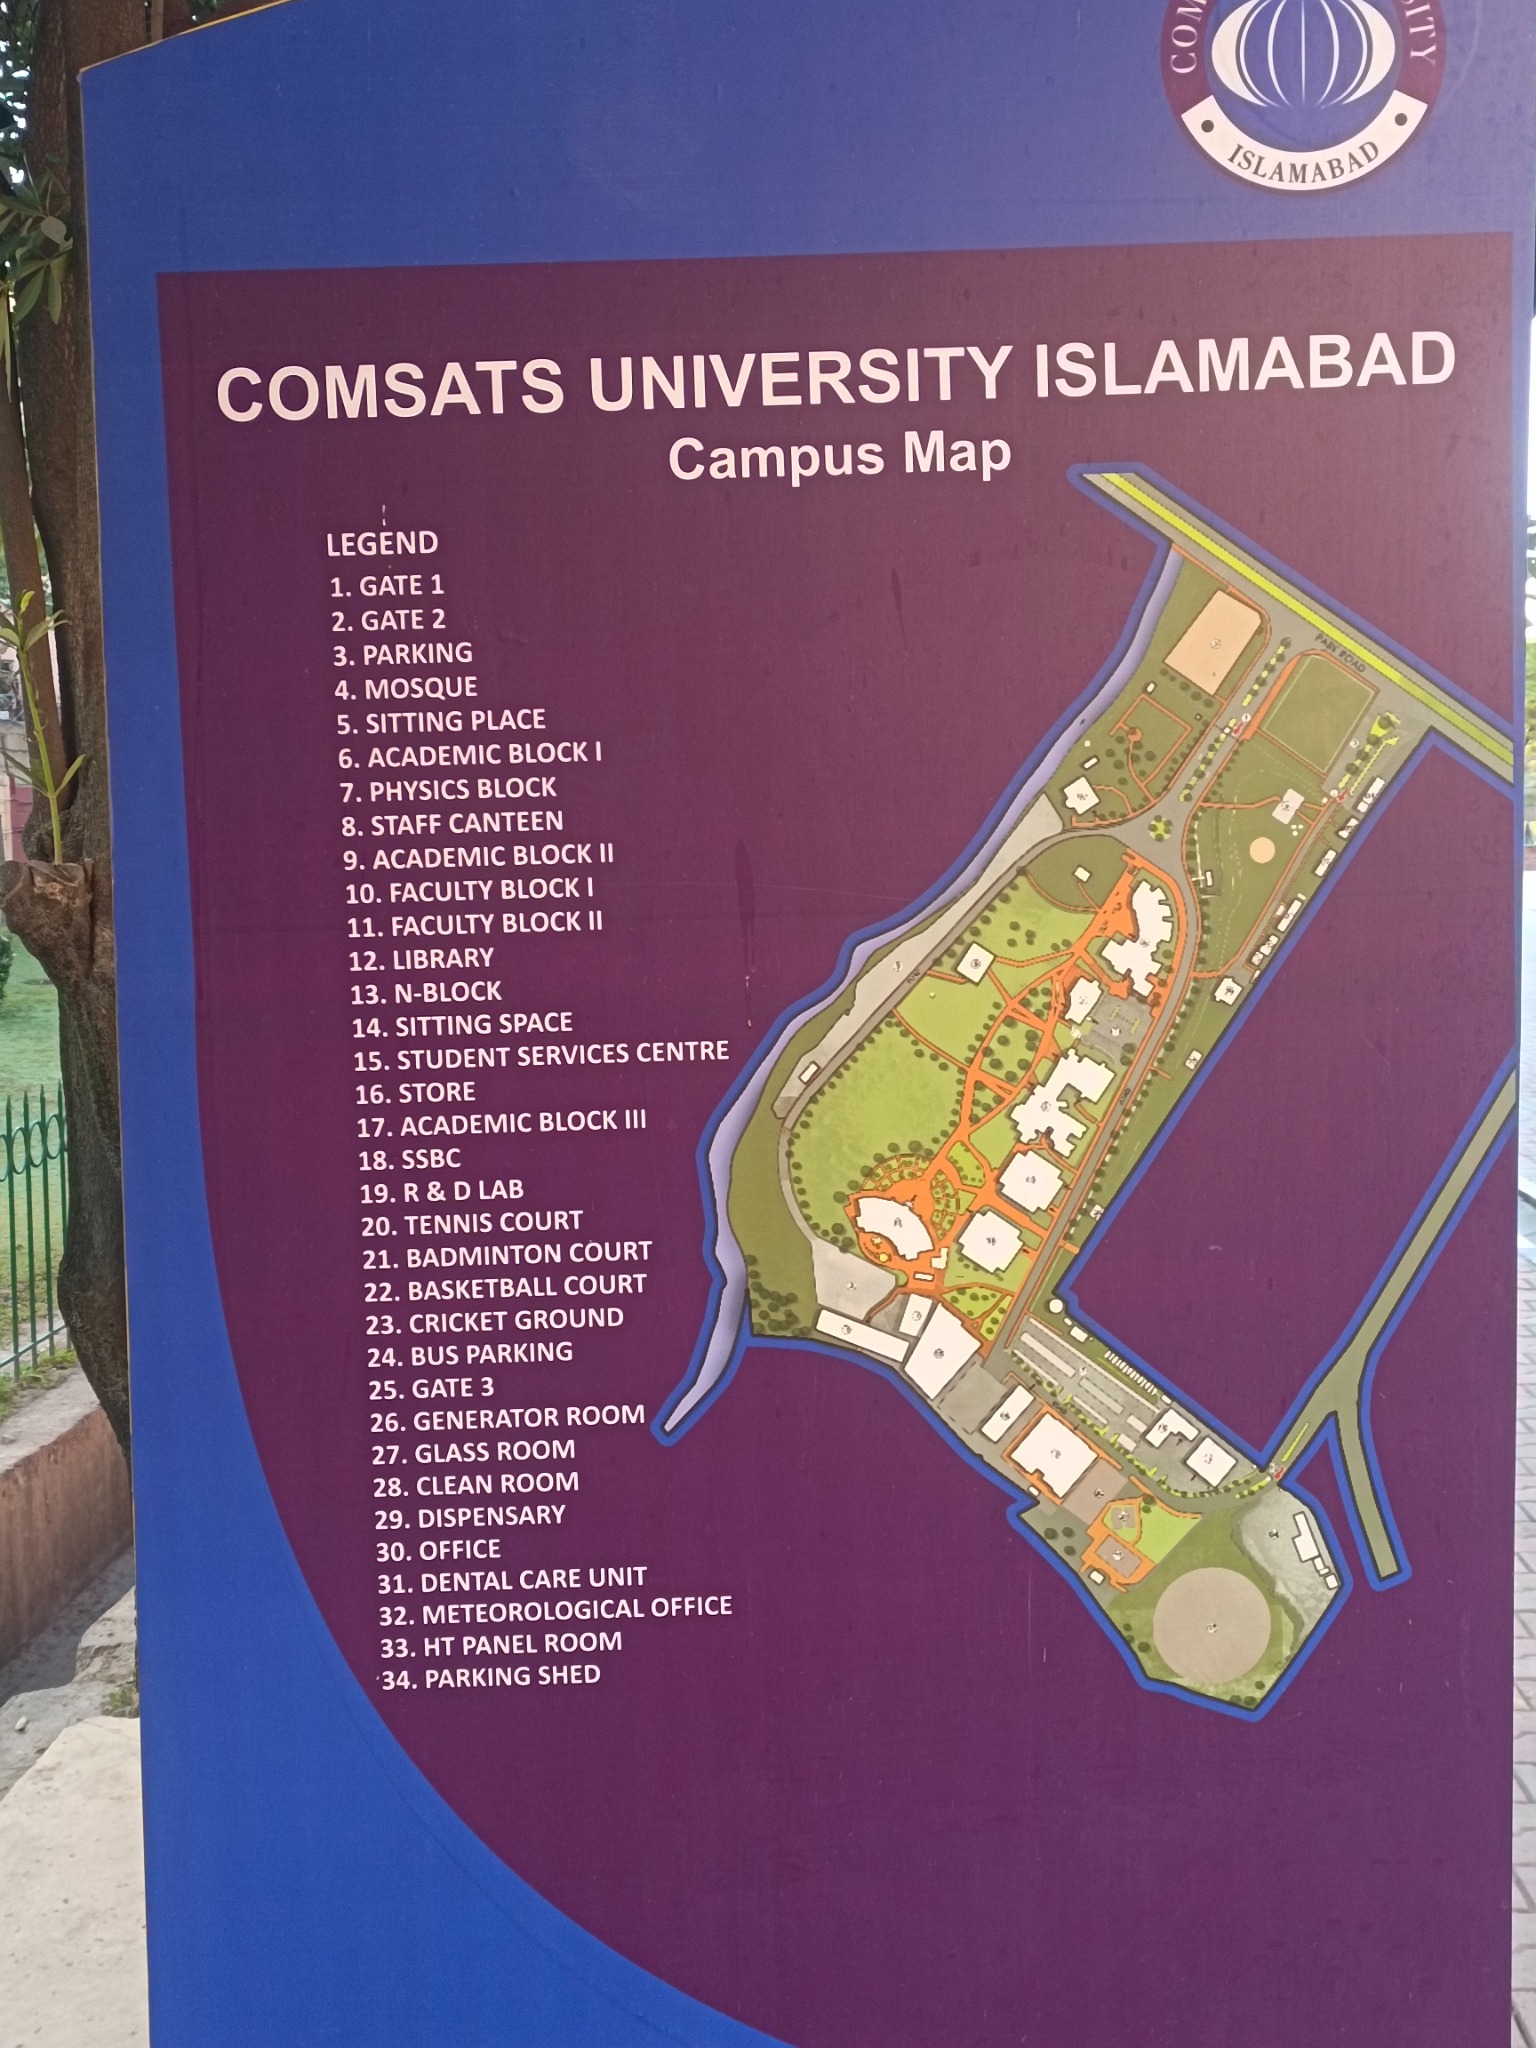 COM SITY
ISLAMABAD
COMSATS UNIVERSITY ISLAMABAD
Campus Map
LEGEND
1. GATE 1
2. GATE 2
3. PARKING
4. MOSQUE
5. SITTING PLACE
6. ACADEMIC BLOCK I
7. PHYSICS BLOCK
8. STAFF CANTEEN
9. ACADEMIC BLOCK II
10. FACULTY BLOCK I
11. FACULTY BLOCK II
12. LIBRARY
13. N-BLOCK
14. SITTING SPACE
15. STUDENT SERVICES CENTRE
16. STORE
17. ACADEMIC BLOCK III
18. SSBC
19. R & D LAB
20. TENNIS COURT
21. BADMINTON COURT
22. BASKETBALL COURT
23. CRICKET GROUND
24. BUS PARKING
25. GATE 3
26. GENERATOR ROOM
27. GLASS ROOM
28. CLEAN ROOM
29. DISPENSARY
30. OFFICE
31. DENTAL CARE UNIT
32. METEOROLOGICAL OFFICE
33. HT PANEL ROOM
34. PARKING SHED
PARK ROAD